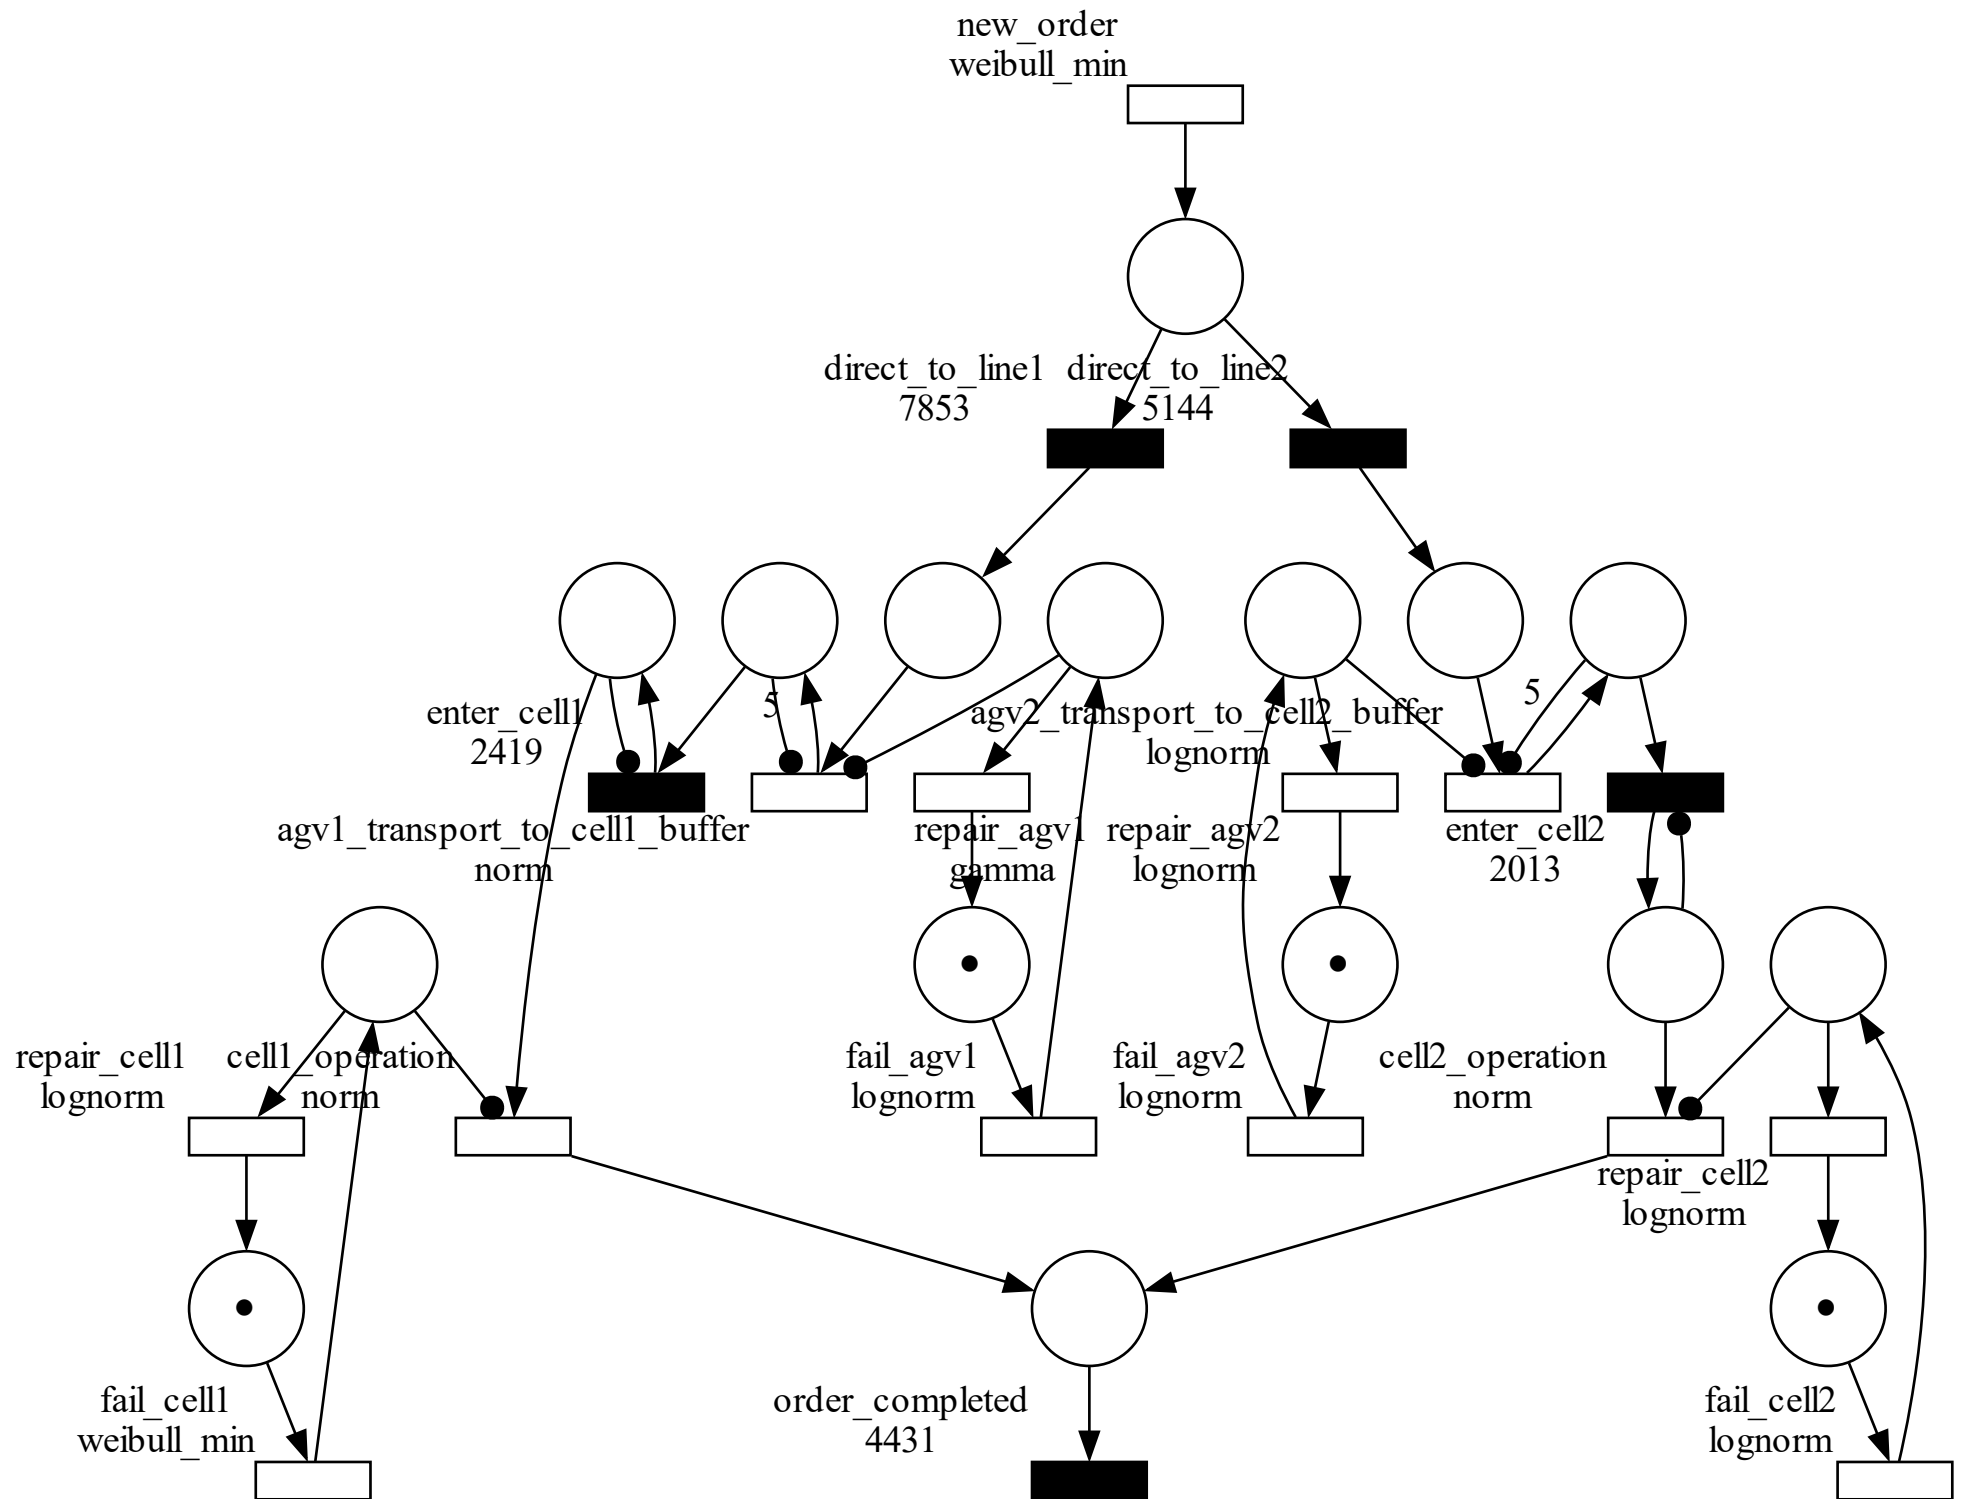 new_order
weibull_min
direct_to_line1
7853
direct_to_line2
5144
enter_cell1
2419
5
agv2_transport_to_cell2_buffer
lognorm
5
agv1_transport_to_cell1_buffer
norm
repair_agv1
gamma
repair_agv2
lognorm
enter_cell2
2013
repair_cell1
lognorm
cell1_operation
norm
fail_agv1
lognorm
fail_agv2
lognorm
cell2_operation
norm
repair_cell2
lognorm
fail_cell1
weibull_min
order_completed
4431
fail_cell2
lognorm